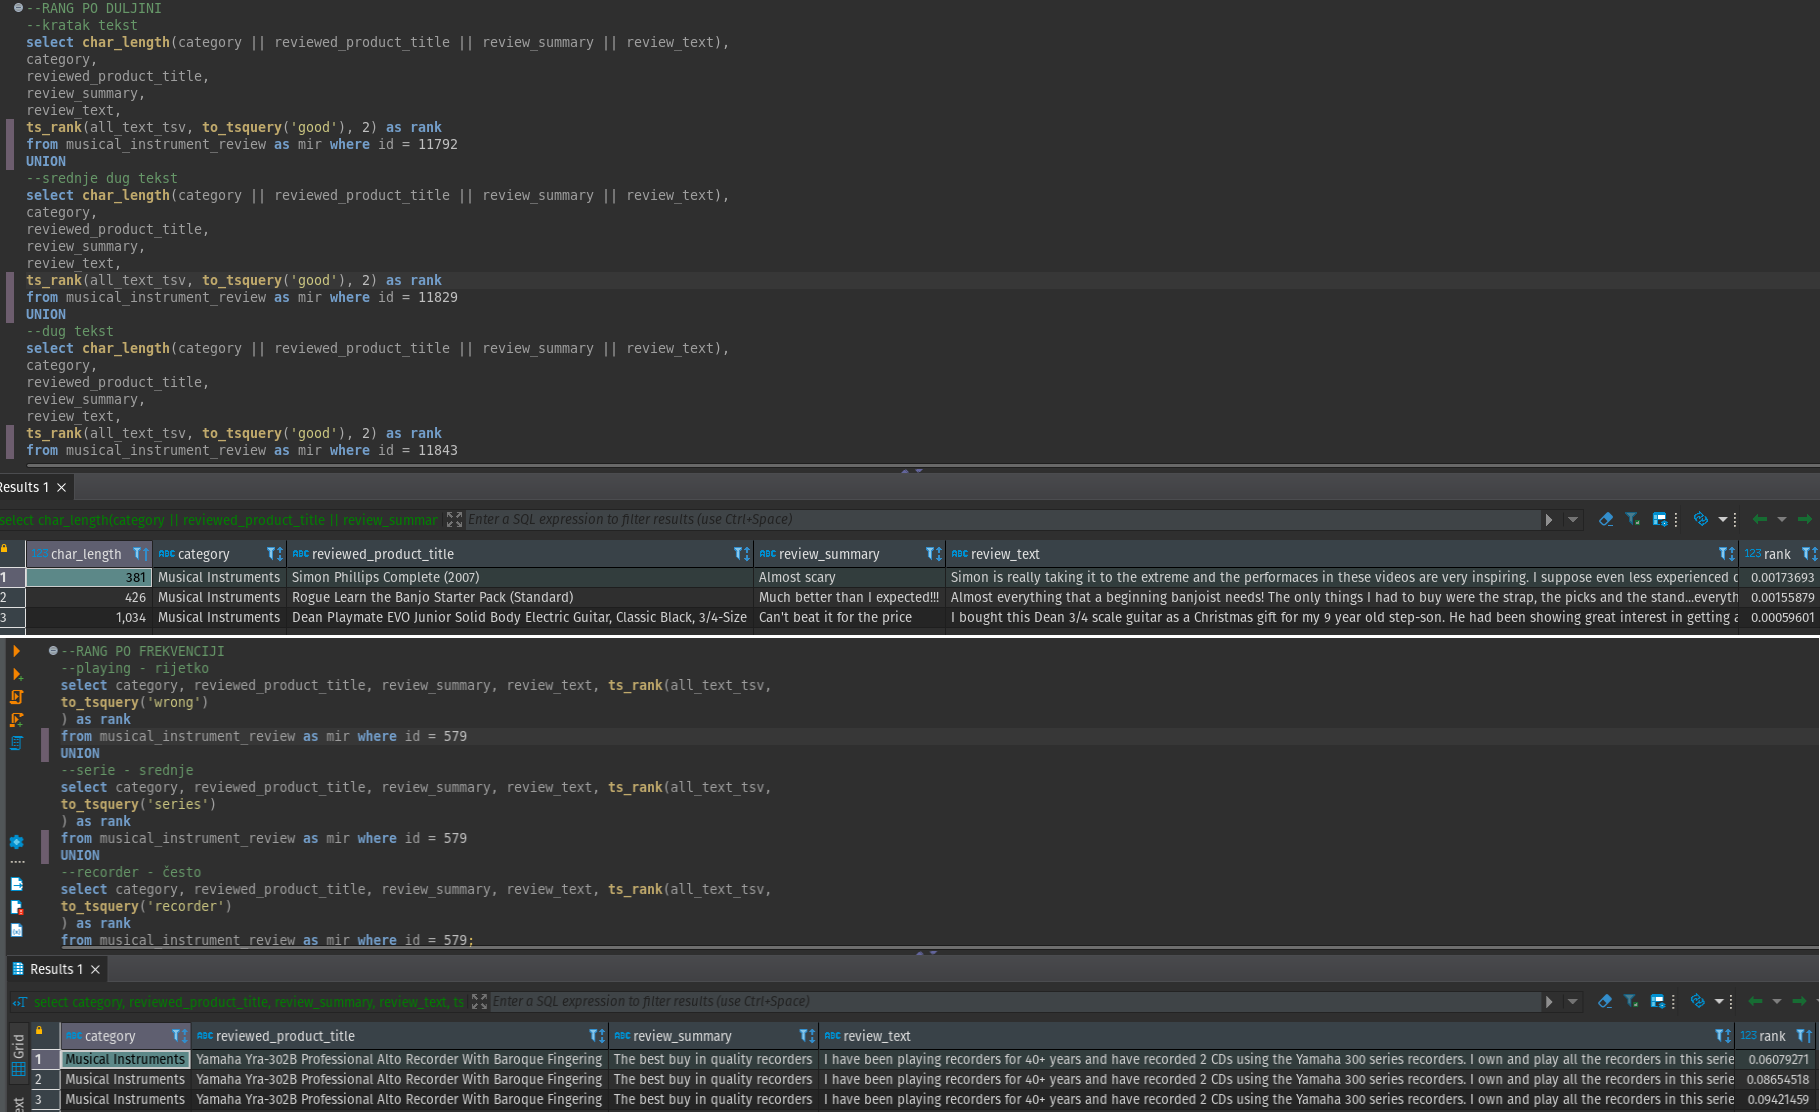 --RANG PO DULJINI
--kratak tekst
select char_length(category || reviewed_product_title || review_summary || review_text),
category,
reviewed_product_title,
review_summary,
review_text,
ts_rank(all_text_tsv, to_tsquery('good'), 2) as rank
from musical_instrument_review as mir where id = 11792
UNION
--srednje dug tekst
select char_length(category || reviewed_product_title || review_summary || review_text),
category,
reviewed_product_title,
review_summary,
review_text,
ts_rank(all_text_tsv, to_tsquery('good'), 2) as rank
from musical_instrument_review as mir where id = 11829
UNION
--dug tekst
select char_length(category || reviewed_product_title || review_summary || review_text),
category,
reviewed_product_title,
review_summary,
review_text,
ts_rank(all_text_tsv, to_tsquery('good'), 2) as rank
from musical_instrument_review as mir where id = 11843
Results 1
select char_length(category || reviewed_product_title || review_summar Enter a SQL expression to filter results (use Ctrl+Space)
123 char_length ABC category ABC reviewed_product_title ABC review_summary ABC review_text 123 rank
1 381 Musical Instruments Simon Phillips Complete (2007) Almost scary Simon is really taking it to the extreme and the performaces in these videos are very inspiring. I suppose even less experienced 0.00173693
2 426 Musical Instruments Rogue Learn the Banjo Starter Pack (Standard) Much better than I expected!!! Almost everything that a beginning banjoist needs! The only things I had to buy were the strap, the picks and the stand...everyth 0.00155879
3 1,034 Musical Instruments Dean Playmate EVO Junior Solid Body Electric Guitar, Classic Black, 3/4-Size Can't beat it for the price I bought this Dean 3/4 scale guitar as a Christmas gift for my 9 year old step-son. He had been showing great interest in getting a 0.00059601
--RANG PO FREKVENCIJI
--playing - rijetko
select category, reviewed_product_title, review_summary, review_text, ts_rank(all_text_tsv,
to_tsquery('wrong')
) as rank
from musical_instrument_review as mir where id = 579
UNION
--serie - srednje
select category, reviewed_product_title, review_summary, review_text, ts_rank(all_text_tsv,
to_tsquery('series')
) as rank
from musical_instrument_review as mir where id = 579
UNION
--recorder - često
select category, reviewed_product_title, review_summary, review_text, ts_rank(all_text_tsv,
to_tsquery('recorder')
) as rank
from musical_instrument_review as mir where id = 579;
Results 1
select category, reviewed_product_title, review_summary, review_text, ts Enter a SQL expression to filter results (use Ctrl+Space)
Grid
ABC category ABC reviewed_product_title ABC review_summary ABC review_text 123 rank
1 Musical Instruments Yamaha Yra-302B Professional Alto Recorder With Baroque Fingering The best buy in quality recorders I have been playing recorders for 40+ years and have recorded 2 CDs using the Yamaha 300 series recorders. I own and play all the recorders in this serie 0.06079271
2 Musical Instruments Yamaha Yra-302B Professional Alto Recorder With Baroque Fingering The best buy in quality recorders I have been playing recorders for 40+ years and have recorded 2 CDs using the Yamaha 300 series recorders. I own and play all the recorders in this serie 0.08654518
3 Musical Instruments Yamaha Yra-302B Professional Alto Recorder With Baroque Fingering The best buy in quality recorders I have been playing recorders for 40+ years and have recorded 2 CDs using the Yamaha 300 series recorders. I own and play all the recorders in this serie 0.09421459